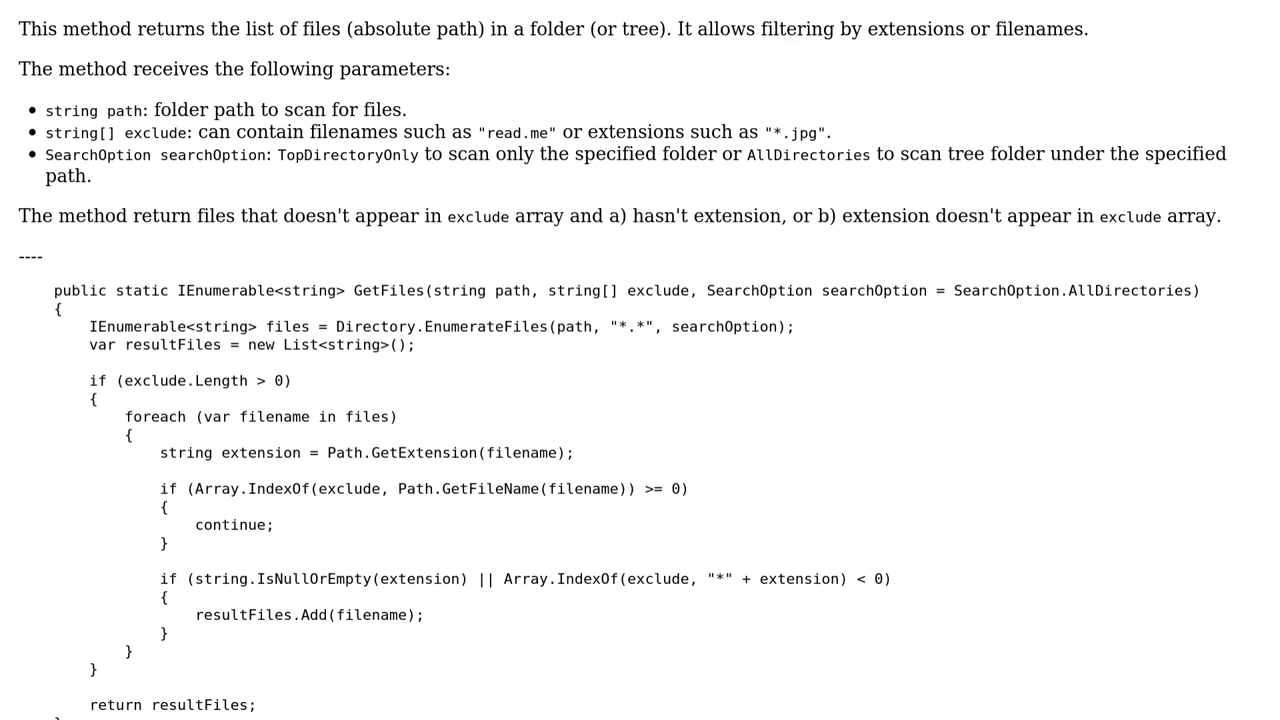 This method returns the list of files (absolute path) in a folder (or tree). It allows filtering by extensions or filenames.
The method receives the following parameters:
• string path: folder path to scan for files.
• string[] exclude: can contain filenames such as "read.me" or extensions such as "*.jpg".
• SearchOption searchOption: TopDirectoryOnly to scan only the specified folder or AllDirectories to scan tree folder under the specified
path.
The method return files that doesn't appear in exclude array and a) hasn't extension, or b) extension doesn't appear in exclude array.
----
public static IEnumerable<string> GetFiles(string path, string[] exclude, SearchOption searchOption = SearchOption.AllDirectories)
{
    IEnumerable<string> files = Directory.EnumerateFiles(path, "*.*", searchOption);
    var resultFiles = new List<string>();

    if (exclude.Length > 0)
    {
        foreach (var filename in files)
        {
            string extension = Path.GetExtension(filename);

            if (Array.IndexOf(exclude, Path.GetFileName(filename)) >= 0)
            {
                continue;
            }

            if (string.IsNullOrEmpty(extension) || Array.IndexOf(exclude, "*" + extension) < 0)
            {
                resultFiles.Add(filename);
            }
        }
    }

    return resultFiles;